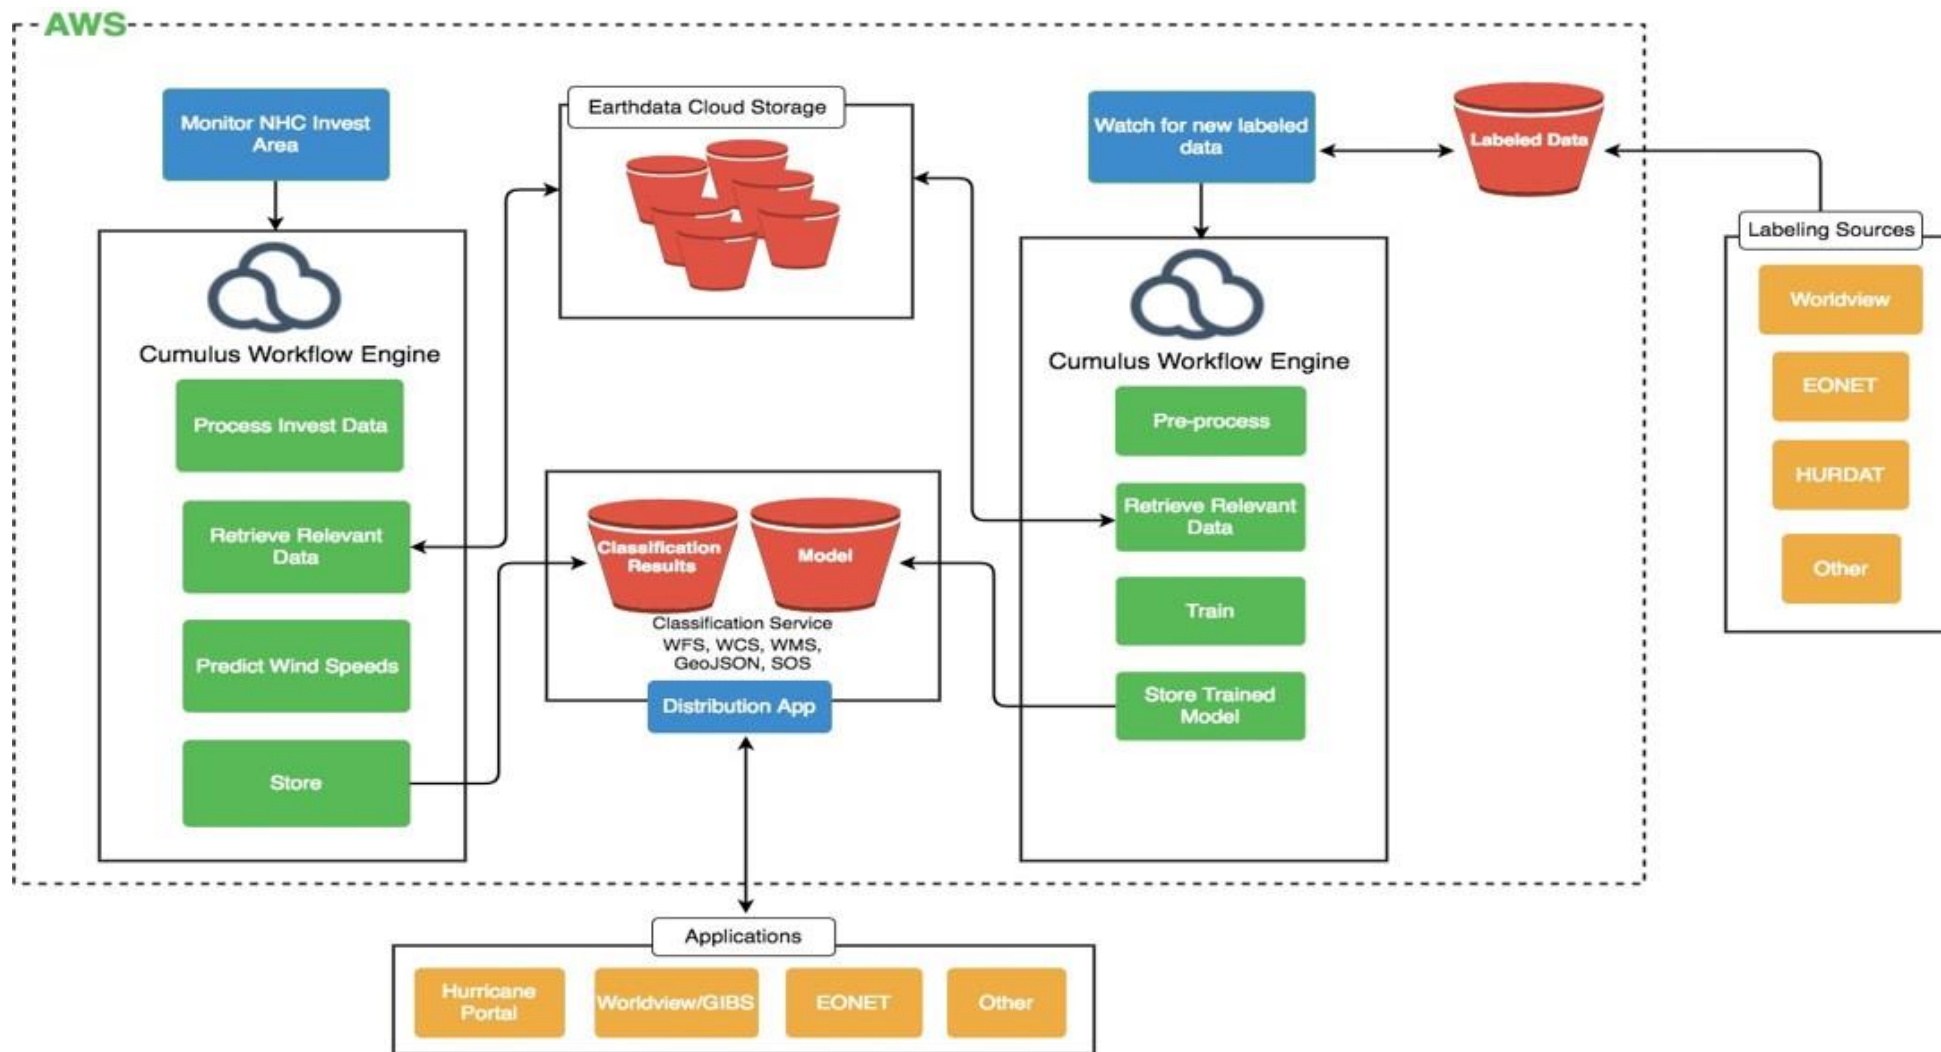 AWS
Monitor NHC Invest
Area
Cumulus Workflow Engine
Process Invest Data
Retrieve Relevant
Data
Predict Wind Speeds
Store
Earthdata Cloud Storage
Classification
Results
Model
Classification Service
WFS, WCS, WMS,
GeoJSON, SOS
Distribution App
Watch for new labeled
data
Cumulus Workflow Engine
Pre-process
Retrieve Relevant
Data
Train
Store Trained
Model
Labeled Data
Labeling Sources
Worldview
EONET
HURDAT
Other
Applications
Hurricane
Portal
Worldview/GIBS
EONET
Other